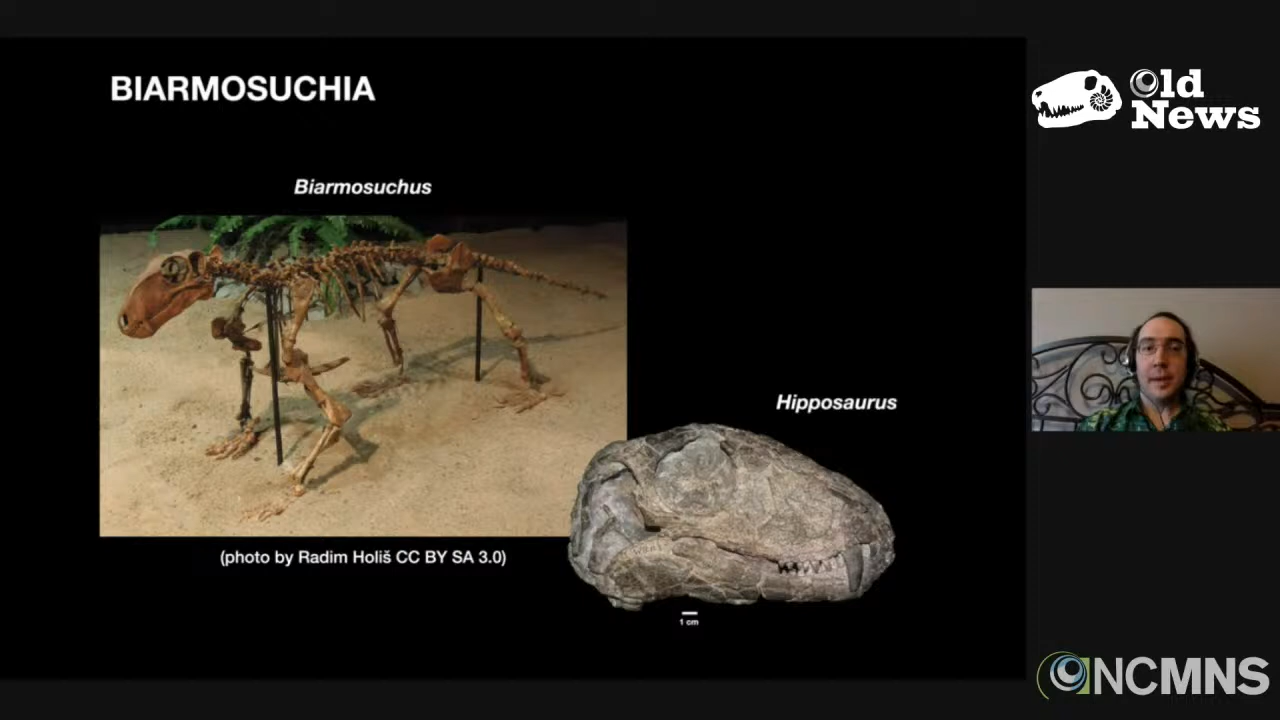 BIARMOSUCHIA
Old
News
Biarmosuchus
Hipposaurus
(photo by Radim Holiš CC BY SA 3.0)
1 cm
NCMNS